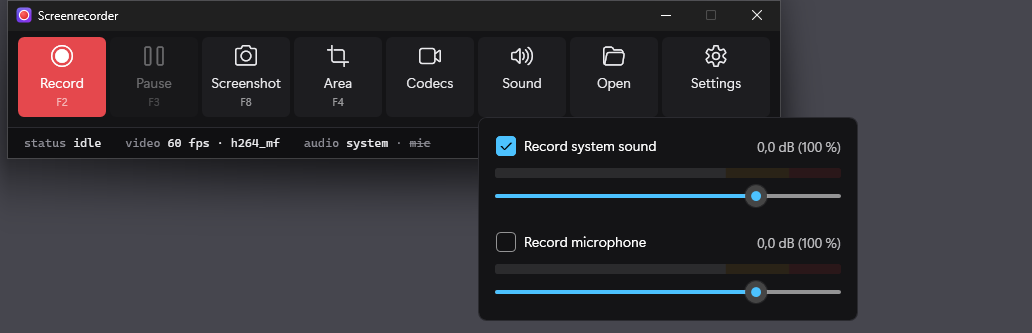 Screenrecorder
Record Pause Screenshot Area Codecs Sound Open Settings
F2 F3 F8 F4
status idle video 60 fps · h264_mf audio system · mic
Record system sound 0,0 dB (100 %)
Record microphone 0,0 dB (100 %)